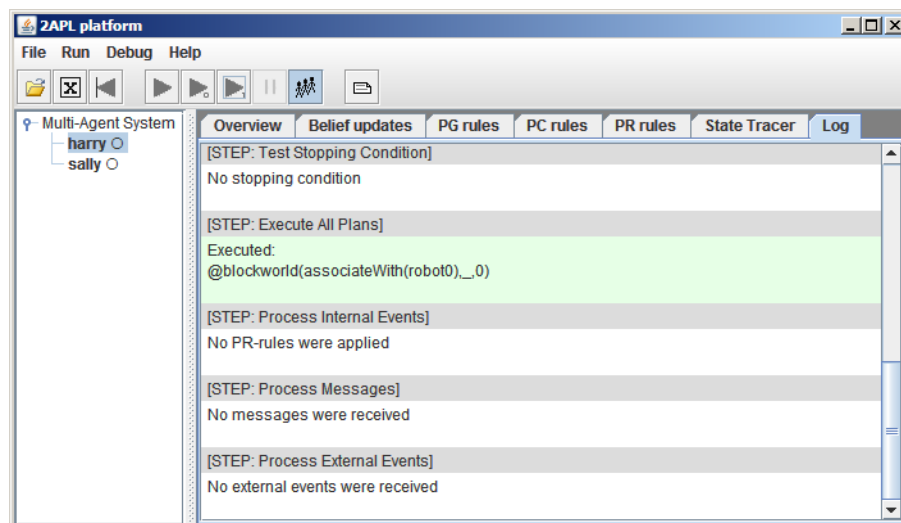 2APL platform
File Run Debug Help
Multi-Agent System
harry
sally
Overview Belief updates PG rules PC rules PR rules State Tracer Log
[STEP: Test Stopping Condition]
No stopping condition
[STEP: Execute All Plans]
Executed:
@blockworld(associateWith(robot0),_,0)
[STEP: Process Internal Events]
No PR-rules were applied
[STEP: Process Messages]
No messages were received
[STEP: Process External Events]
No external events were received